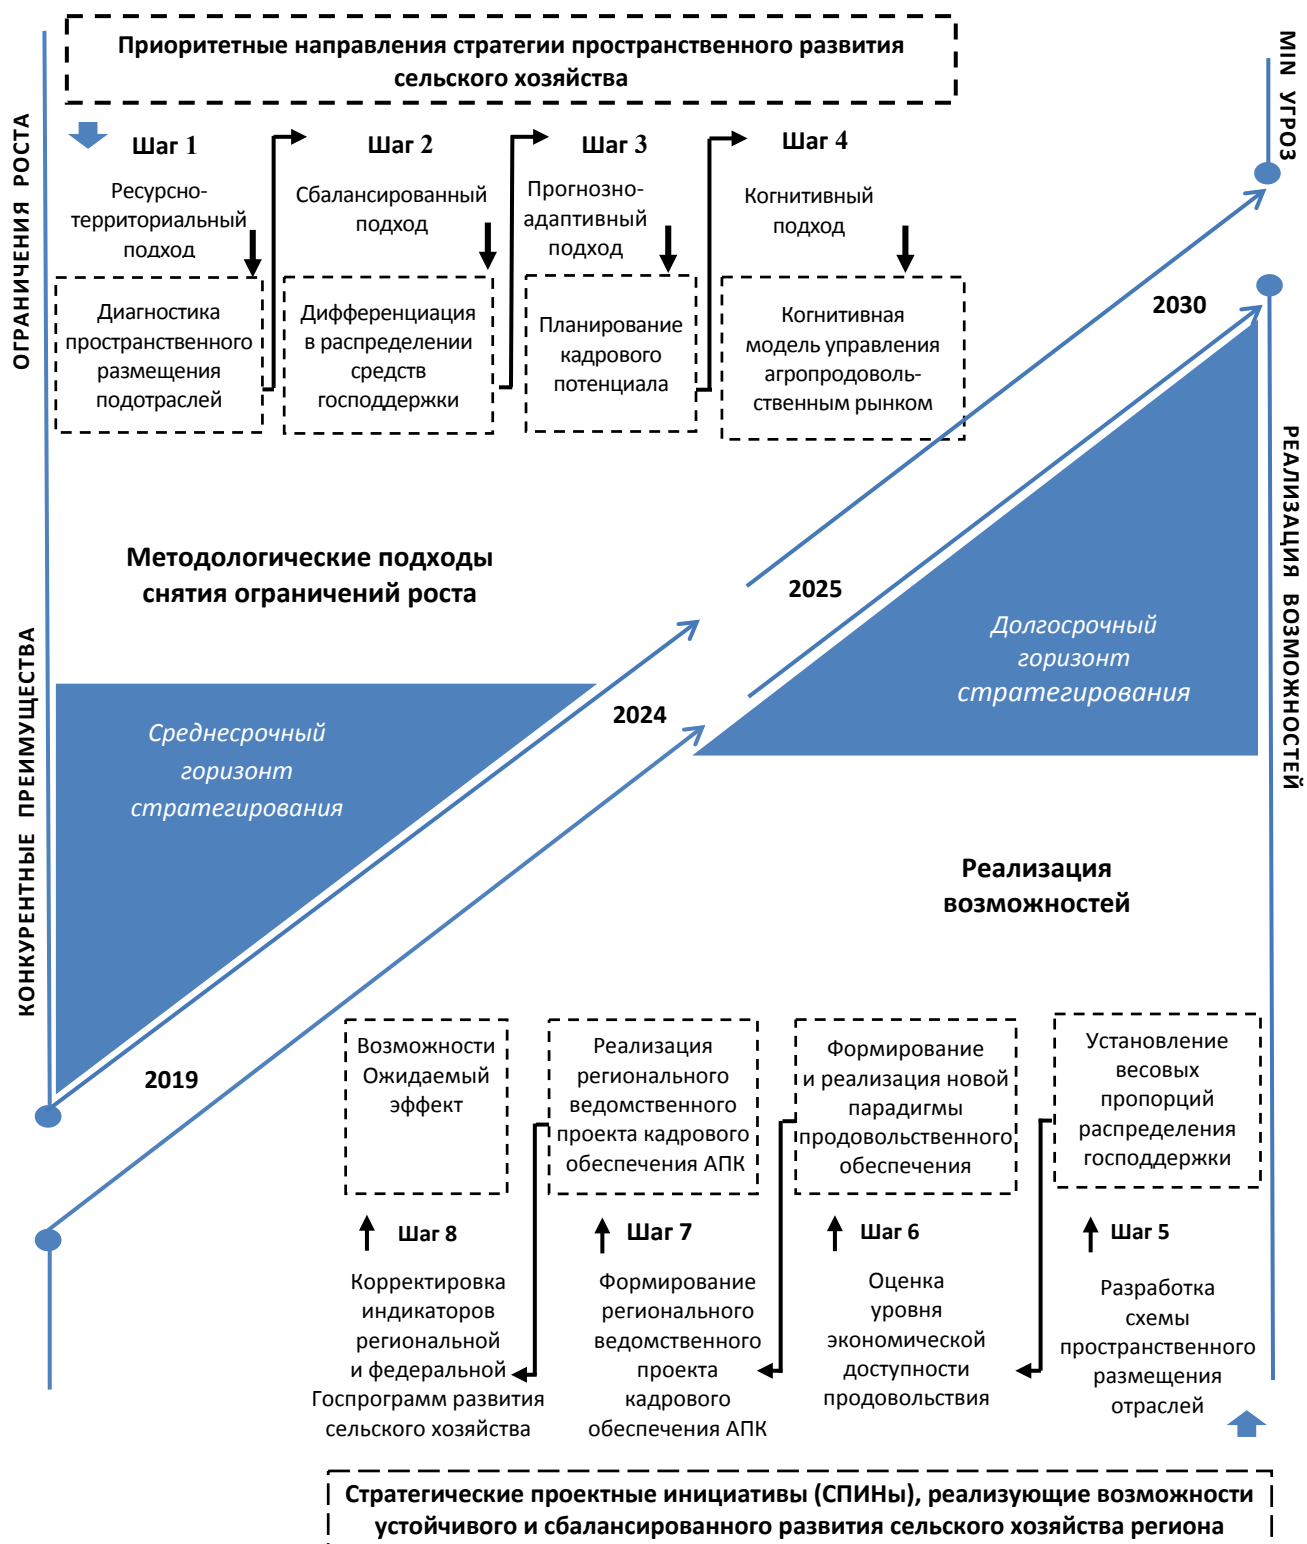 Приоритетные направления стратегии пространственного развития
сельского хозяйства
ОГРАНИЧЕНИЯ РОСТА
КОНКУРЕНТНЫЕ ПРЕИМУЩЕСТВА
MIN УГРОЗ
РЕАЛИЗАЦИЯ ВОЗМОЖНОСТЕЙ
Шаг 1
Ресурсно-
территориальный
подход
Диагностика
пространственного
размещения
подотраслей
Шаг 2
Сбалансированный
подход
Дифференциация
в распределении
средств
господдержки
Шаг 3
Прогнозно-
адаптивный
подход
Планирование
кадрового
потенциала
Шаг 4
Когнитивный
подход
Когнитивная
модель управления
агропродоволь-
ственным рынком
2030
Методологические подходы
снятия ограничений роста
2025
Долгосрочный
горизонт
стратегирования
2024
Среднесрочный
горизонт
стратегирования
Реализация
возможностей
2019
Возможности
Ожидаемый
эффект
Шаг 8
Корректировка
индикаторов
региональной
и федеральной
Госпрограмм развития
сельского хозяйства
Реализация
регионального
ведомственного
проекта кадрового
обеспечения АПК
Шаг 7
Формирование
регионального
ведомственного
проекта
кадрового
обеспечения АПК
Формирование
и реализация новой
парадигмы
продовольственного
обеспечения
Шаг 6
Оценка
уровня
экономической
доступности
продовольствия
Установление
весовых
пропорций
распределения
господдержки
Шаг 5
Разработка
схемы
пространственного
размещения
отраслей
Стратегические проектные инициативы (СПИНы), реализующие возможности
устойчивого и сбалансированного развития сельского хозяйства региона